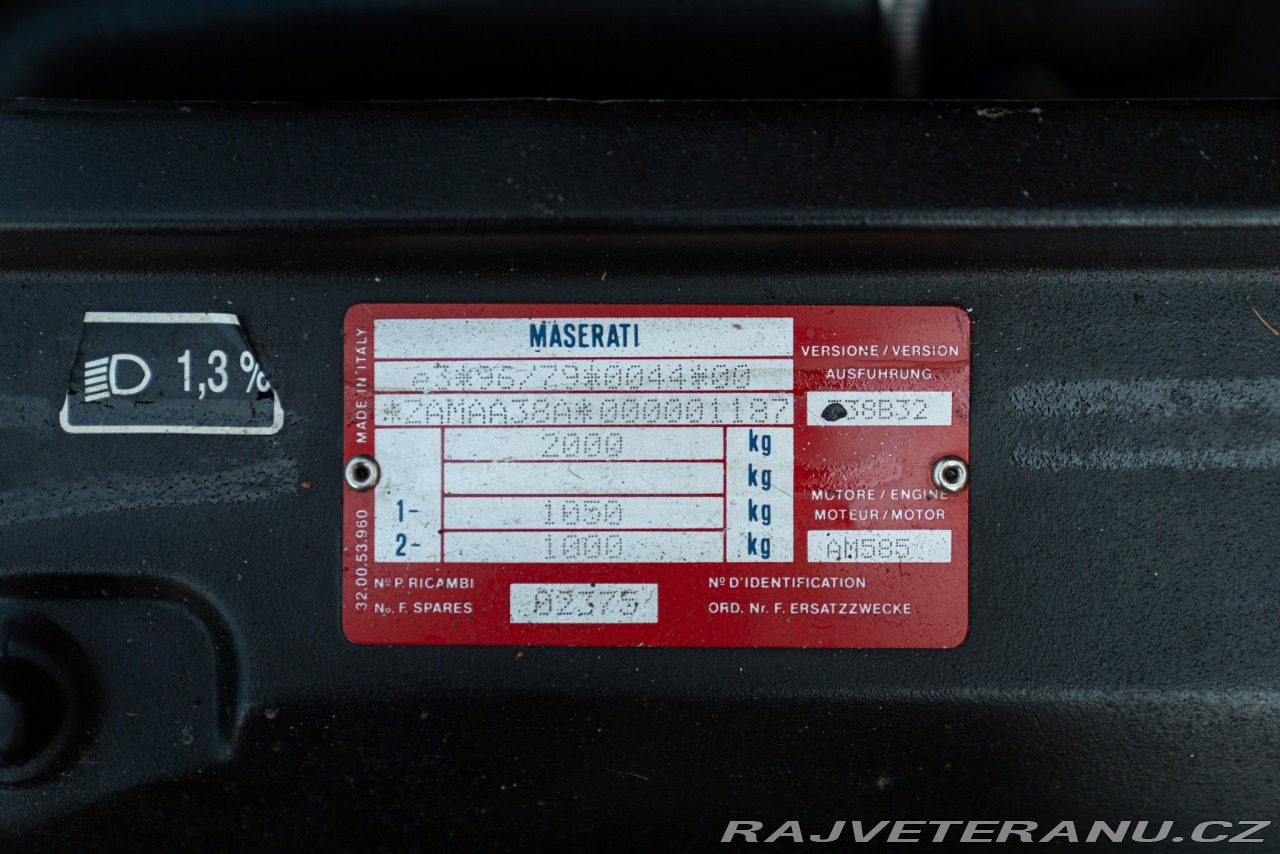 MASERATI
e3*96/79*0044*00
*ZAMAA38A*000001187
2000 kg
kg
1- 1050 kg
2- 1000 kg
Nº P. RICAMBI
No. F. SPARES
02375
Nº D'IDENTIFICATION
ORD. Nr. F. ERSATZZWECKE
VERSIONE / VERSION
AUSFÜHRUNG
338B32
MOTORE / ENGINE
MOTEUR / MOTOR
AM585
32.00.53.960 MADE IN ITALY
1,3 %
RAJVETERANU.CZ